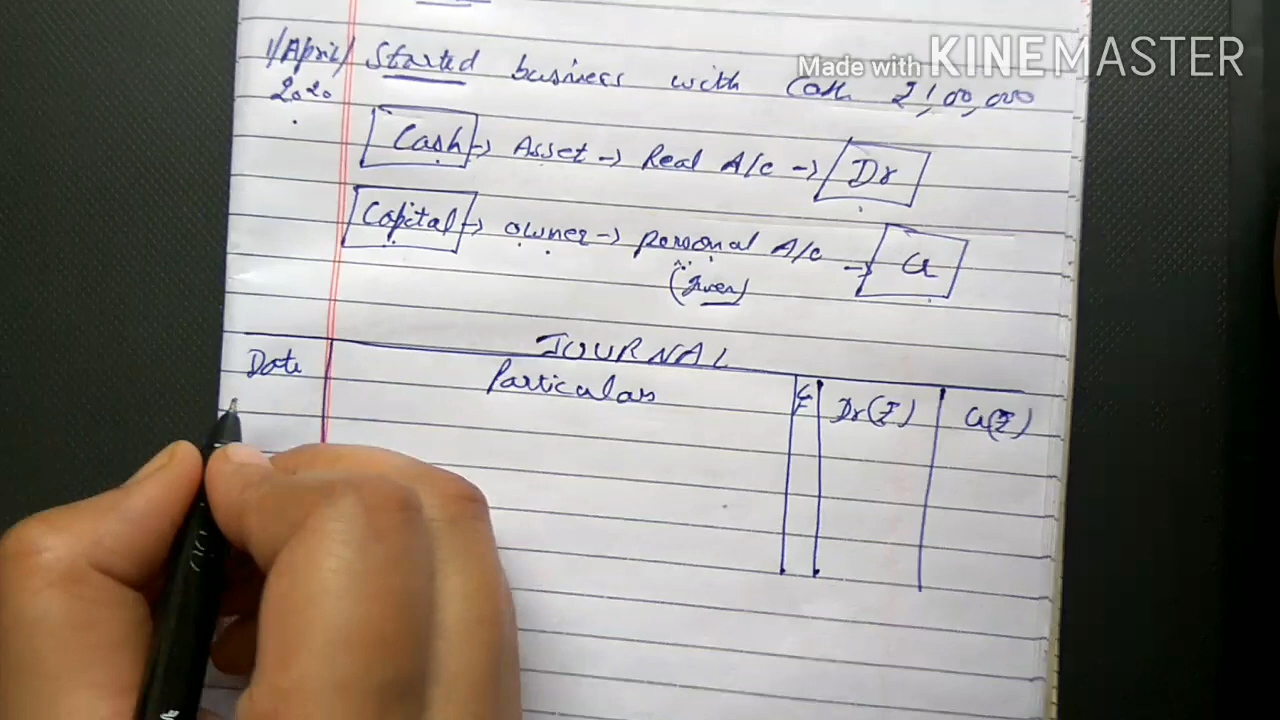 Made with KINEMASTER
1/April/ Started business with Cash ₹1,00,000
2020
Cash → Asset → Real A/c → Dr
Capital → owner → personal A/c → Cr
(Giver)
JOURNAL
Date Particulars L F Dr(₹) Cr(₹)